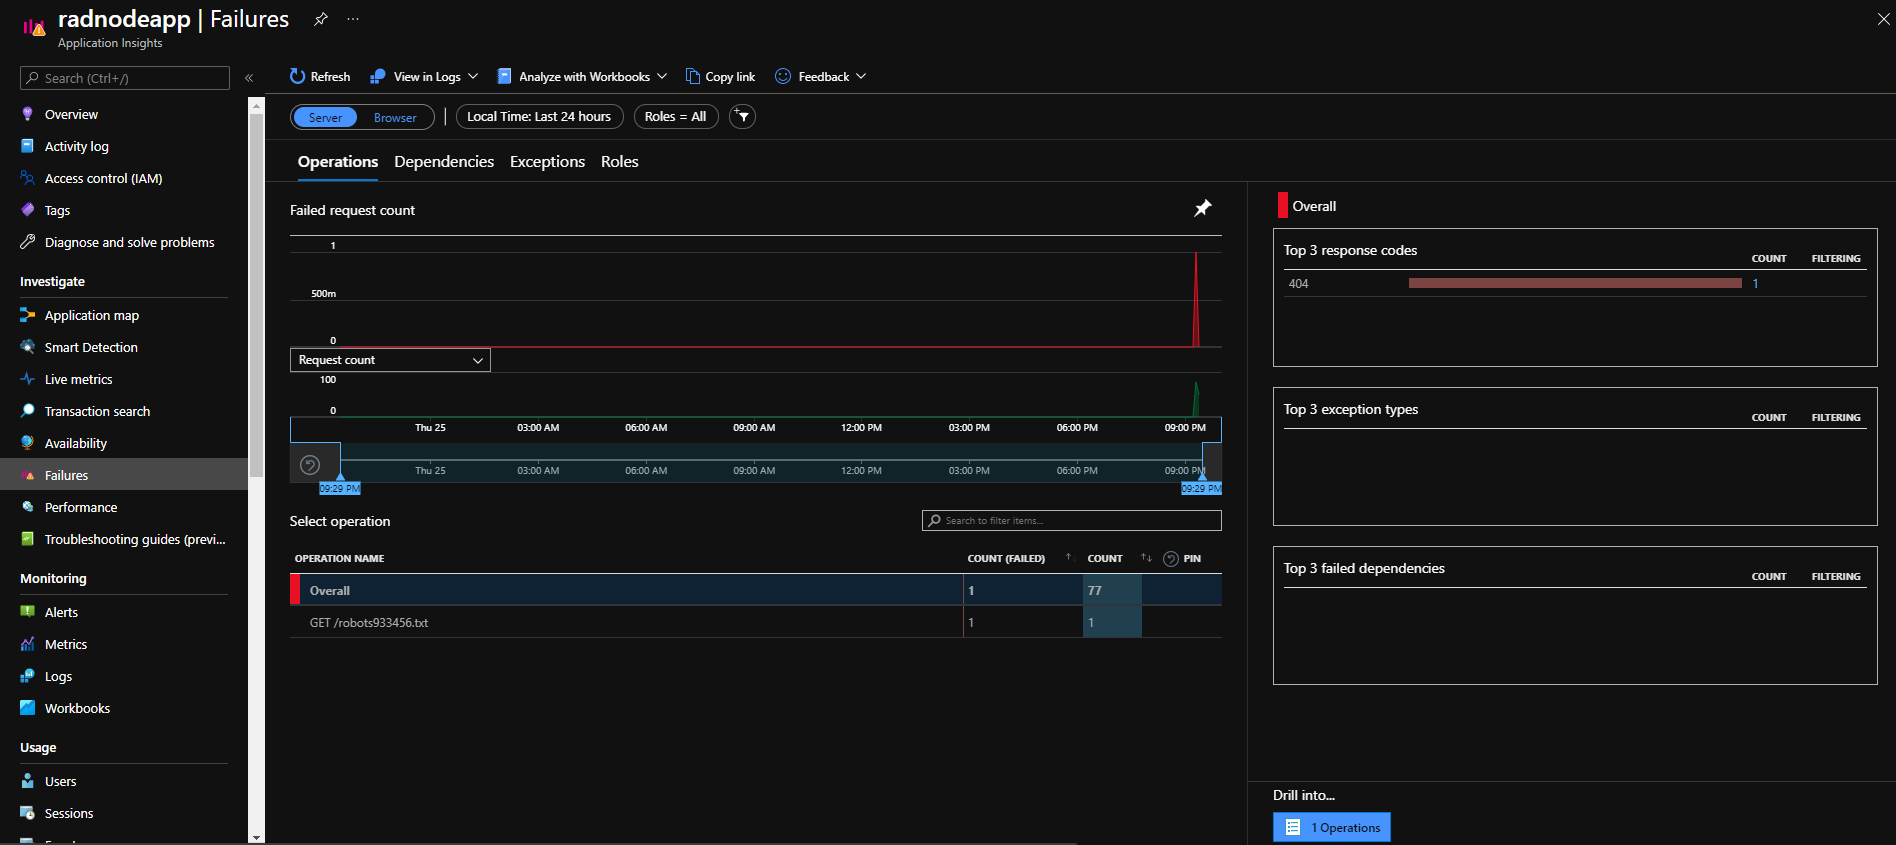 radnodeapp | Failures
...
Application Insights
Search (Ctrl+/)
«
Overview
Activity log
Access control (IAM)
Tags
Diagnose and solve problems
Investigate
Application map
Smart Detection
Live metrics
Transaction search
Availability
Failures
Performance
Troubleshooting guides (previ...
Monitoring
Alerts
Metrics
Logs
Workbooks
Usage
Users
Sessions
Refresh
View in Logs
Analyze with Workbooks
Copy link
Feedback
Server
Browser
Local Time: Last 24 hours
Roles = All
Operations
Dependencies
Exceptions
Roles
Failed request count
1
500m
0
Request count
100
0
Thu 25 03:00 AM 06:00 AM 09:00 AM 12:00 PM 03:00 PM 06:00 PM 09:00 PM
Thu 25 03:00 AM 06:00 AM 09:00 AM 12:00 PM 03:00 PM 06:00 PM 09:00 PM
09:29 PM 09:29 PM
Select operation
Search to filter items...
OPERATION NAME COUNT (FAILED) COUNT PIN
Overall 1 77
GET /robots933456.txt 1 1
Overall
Top 3 response codes
COUNT FILTERING
404 1
Top 3 exception types
COUNT FILTERING
Top 3 failed dependencies
COUNT FILTERING
Drill into...
1 Operations